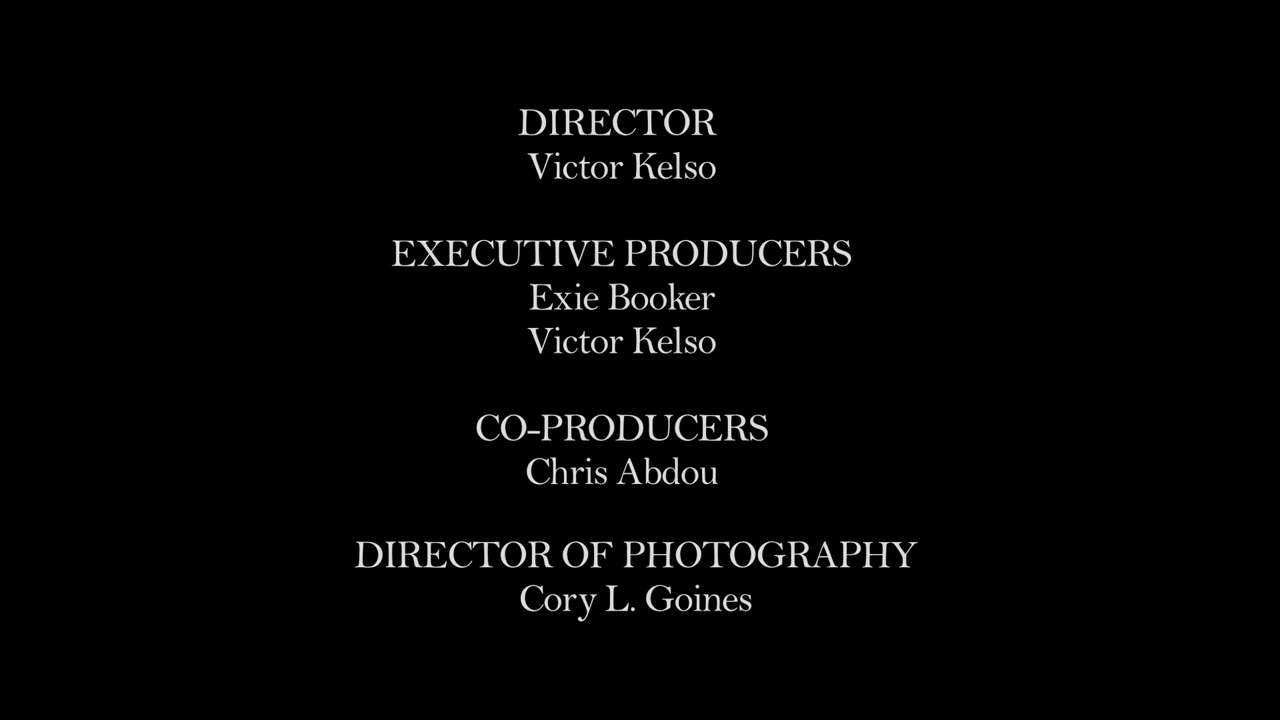 DIRECTOR
Victor Kelso
EXECUTIVE PRODUCERS
Exie Booker
Victor Kelso
CO-PRODUCERS
Chris Abdou
DIRECTOR OF PHOTOGRAPHY
Cory L. Goines